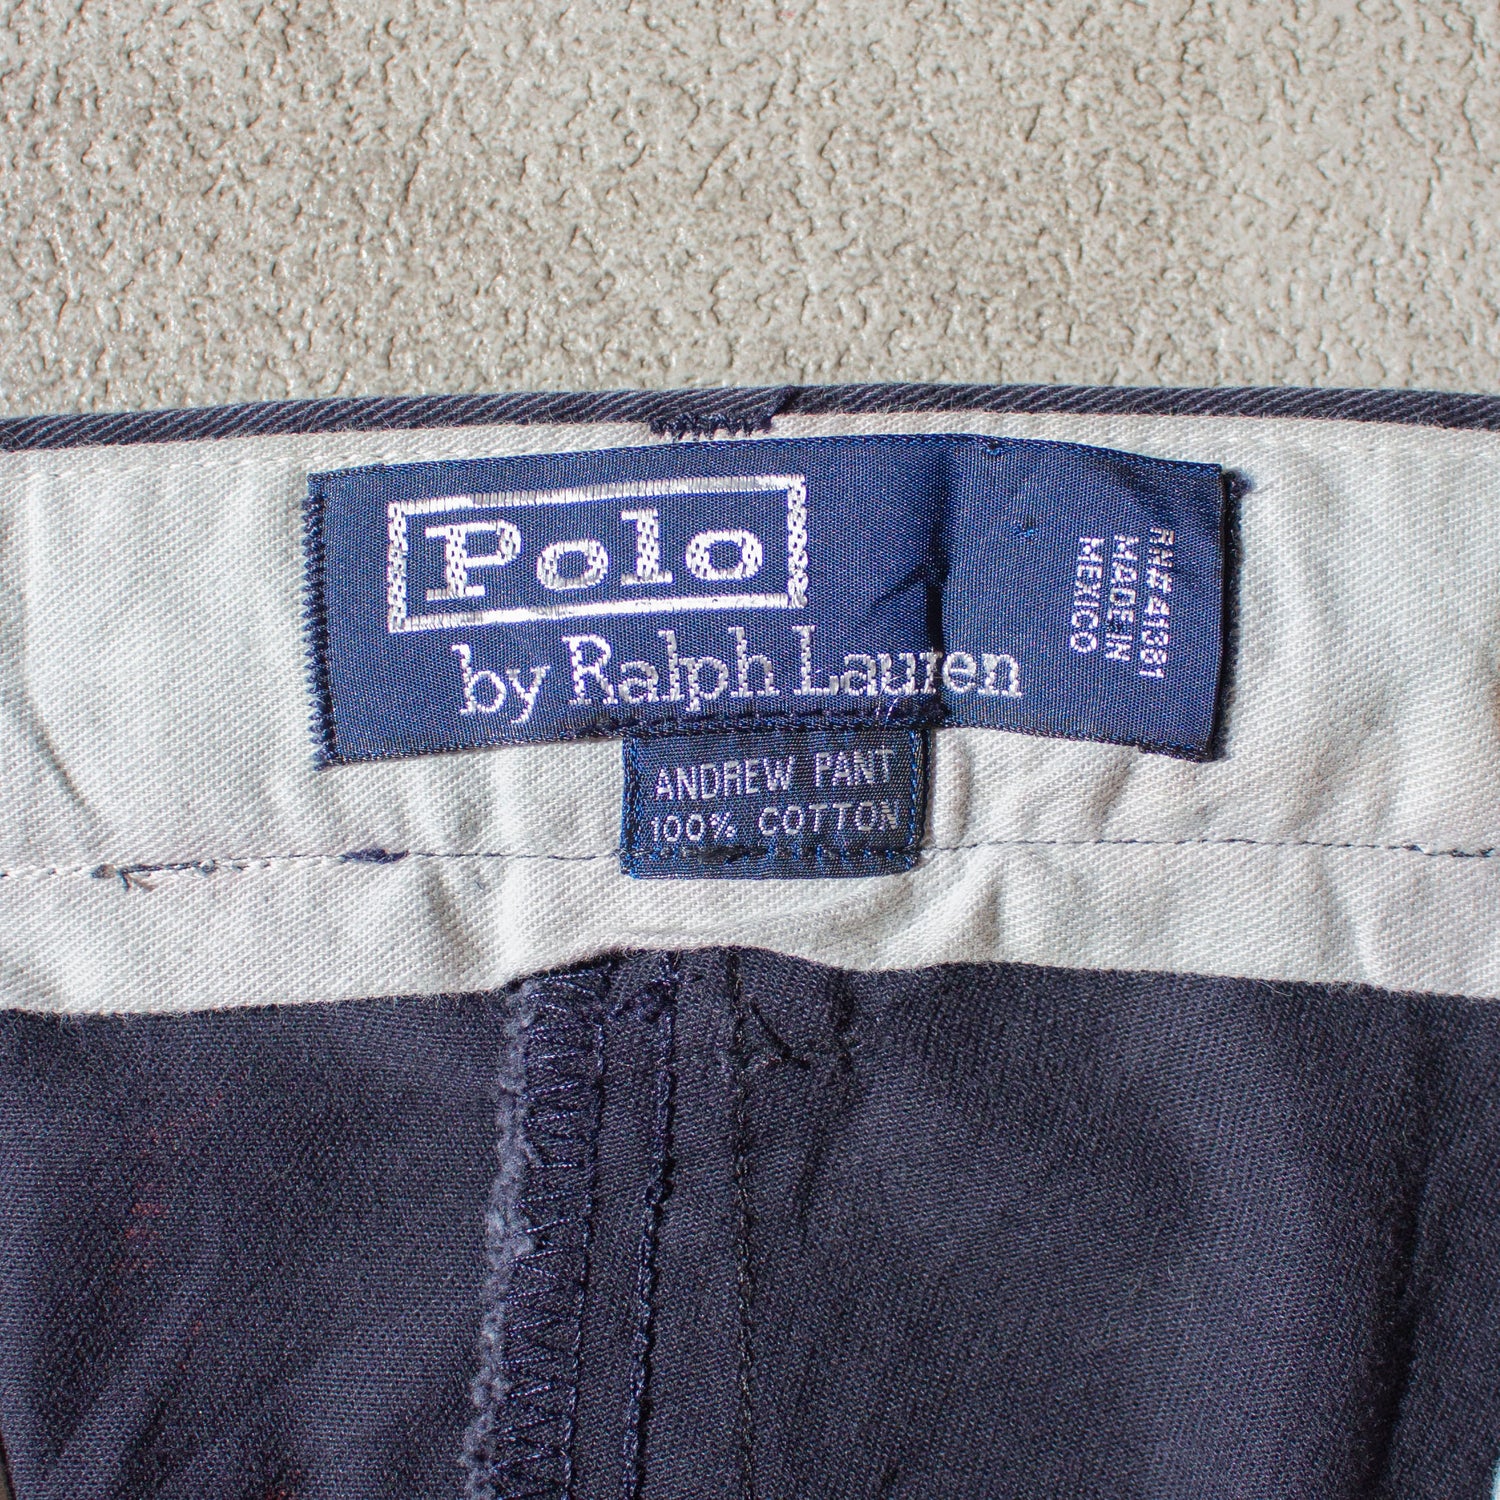 Polo
by Ralph Lauren
RN#41381
MADE IN
MEXICO
ANDREW PANT
100% COTTON